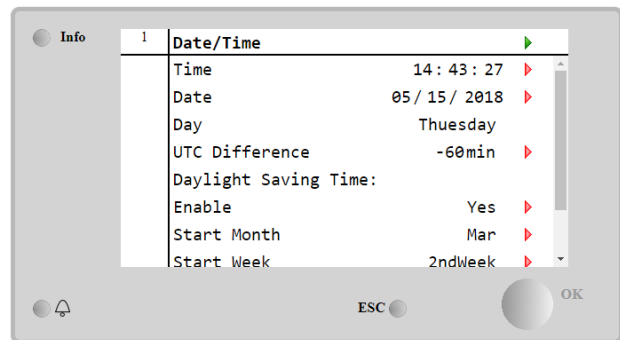 Info
1 Date/Time
Time 14:43:27
Date 05/15/2018
Day Thuesday
UTC Difference -60min
Daylight Saving Time:
Enable Yes
Start Month Mar
Start Week 2ndWeek
ESC
OK